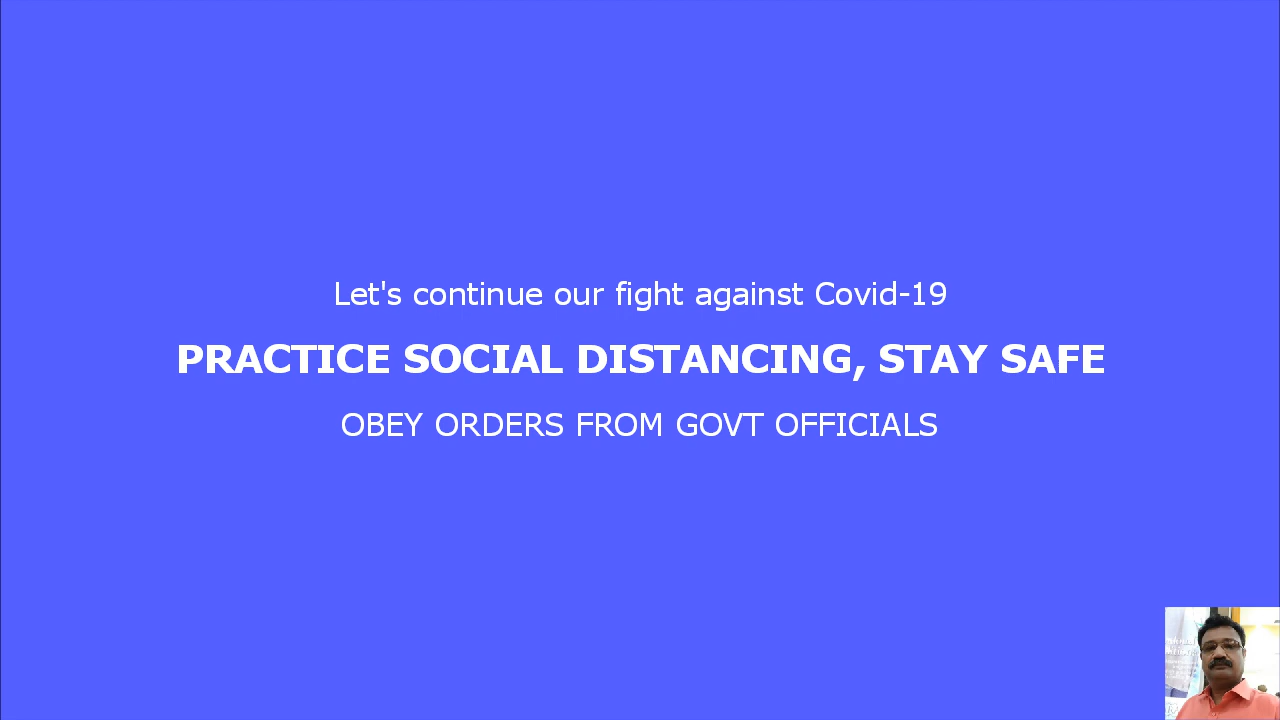 Let's continue our fight against Covid-19
PRACTICE SOCIAL DISTANCING, STAY SAFE
OBEY ORDERS FROM GOVT OFFICIALS